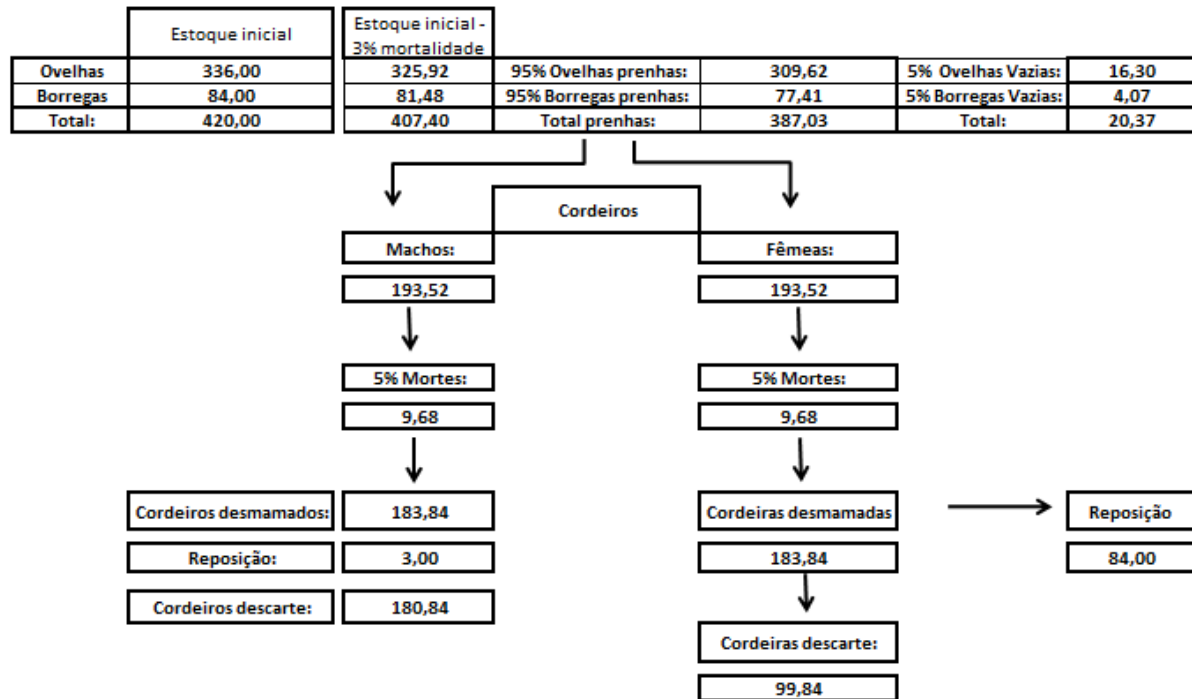 Estoque inicial
Estoque inicial -
3% mortalidade
Ovelhas 336,00 325,92 95% Ovelhas prenhas: 309,62 5% Ovelhas Vazias: 16,30
Borregas 84,00 81,48 95% Borregas prenhas: 77,41 5% Borregas Vazias: 4,07
Total: 420,00 407,40 Total prenhas: 387,03 Total: 20,37
Cordeiros
Machos: Fêmeas:
193,52 193,52
5% Mortes: 5% Mortes:
9,68 9,68
Cordeiros desmamados: 183,84 Cordeiras desmamadas Reposição
Reposição: 3,00 183,84 84,00
Cordeiros descarte: 180,84
Cordeiras descarte:
99,84